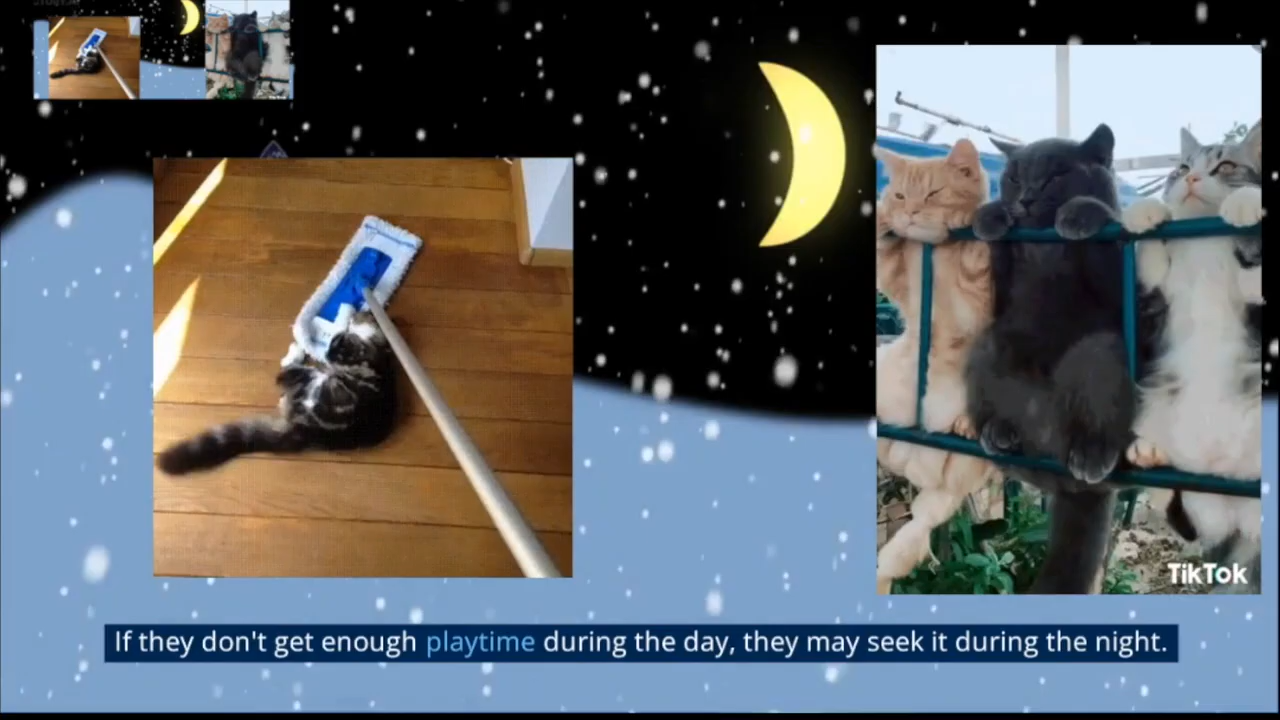 TikTok
If they don't get enough playtime during the day, they may seek it during the night.